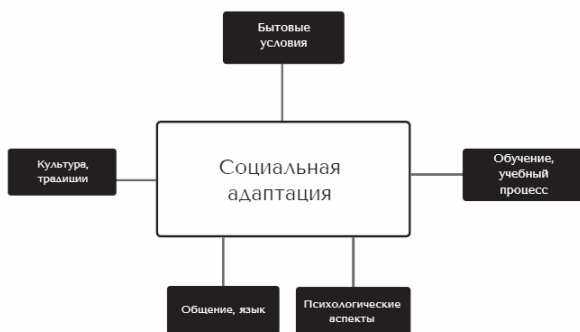 Бытовые
условия
Культура,
традиции
Социальная
адаптация
Обучение,
учебный
процесс
Общение, язык
Психологические
аспекты